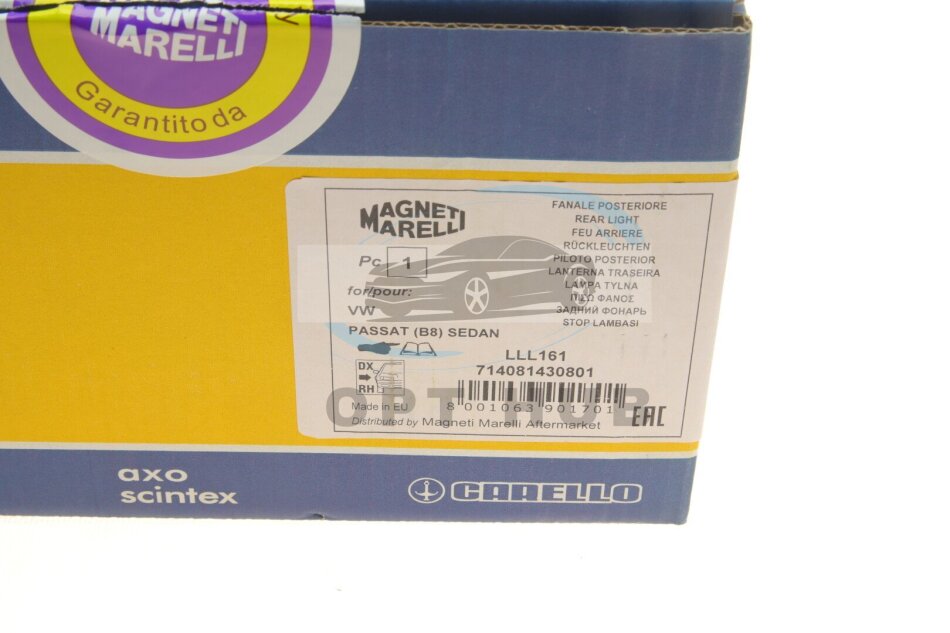 MAGNETI
MARELLI
Garantito da
MAGNETI
MARELLI
Pc 1
for/pour:
VW
PASSAT (B8) SEDAN
FANALE POSTERIORE
REAR LIGHT
FEU ARRIERE
RÜCKLEUCHTEN
PILOTO POSTERIOR
LANTERNA TRASEIRA
LAMPA TYLNA
ΠΙΣΩ ΦΑΝΟΣ
ЗАДНИЙ ФОНАРЬ
STOP LAMBASI
LLL161
714081430801
DX
RH
Made in EU
8 001063 901701
EAC
Distributed by Magneti Marelli Aftermarket
OPT HUB
axo
scintex
CARELLO